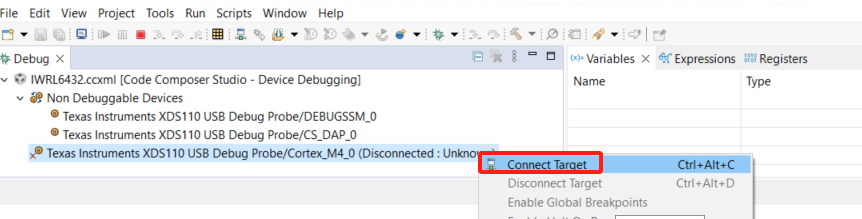 File Edit View Project Tools Run Scripts Window Help
Debug
(x)= Variables Expressions Registers
IWRL6432.ccxml [Code Composer Studio - Device Debugging]
Name Type
Non Debuggable Devices
Texas Instruments XDS110 USB Debug Probe/DEBUGSSM_0
Texas Instruments XDS110 USB Debug Probe/CS_DAP_0
Texas Instruments XDS110 USB Debug Probe/Cortex_M4_0 (Disconnected : Unknow
Connect Target Ctrl+Alt+C
Disconnect Target Ctrl+Alt+D
Enable Global Breakpoints